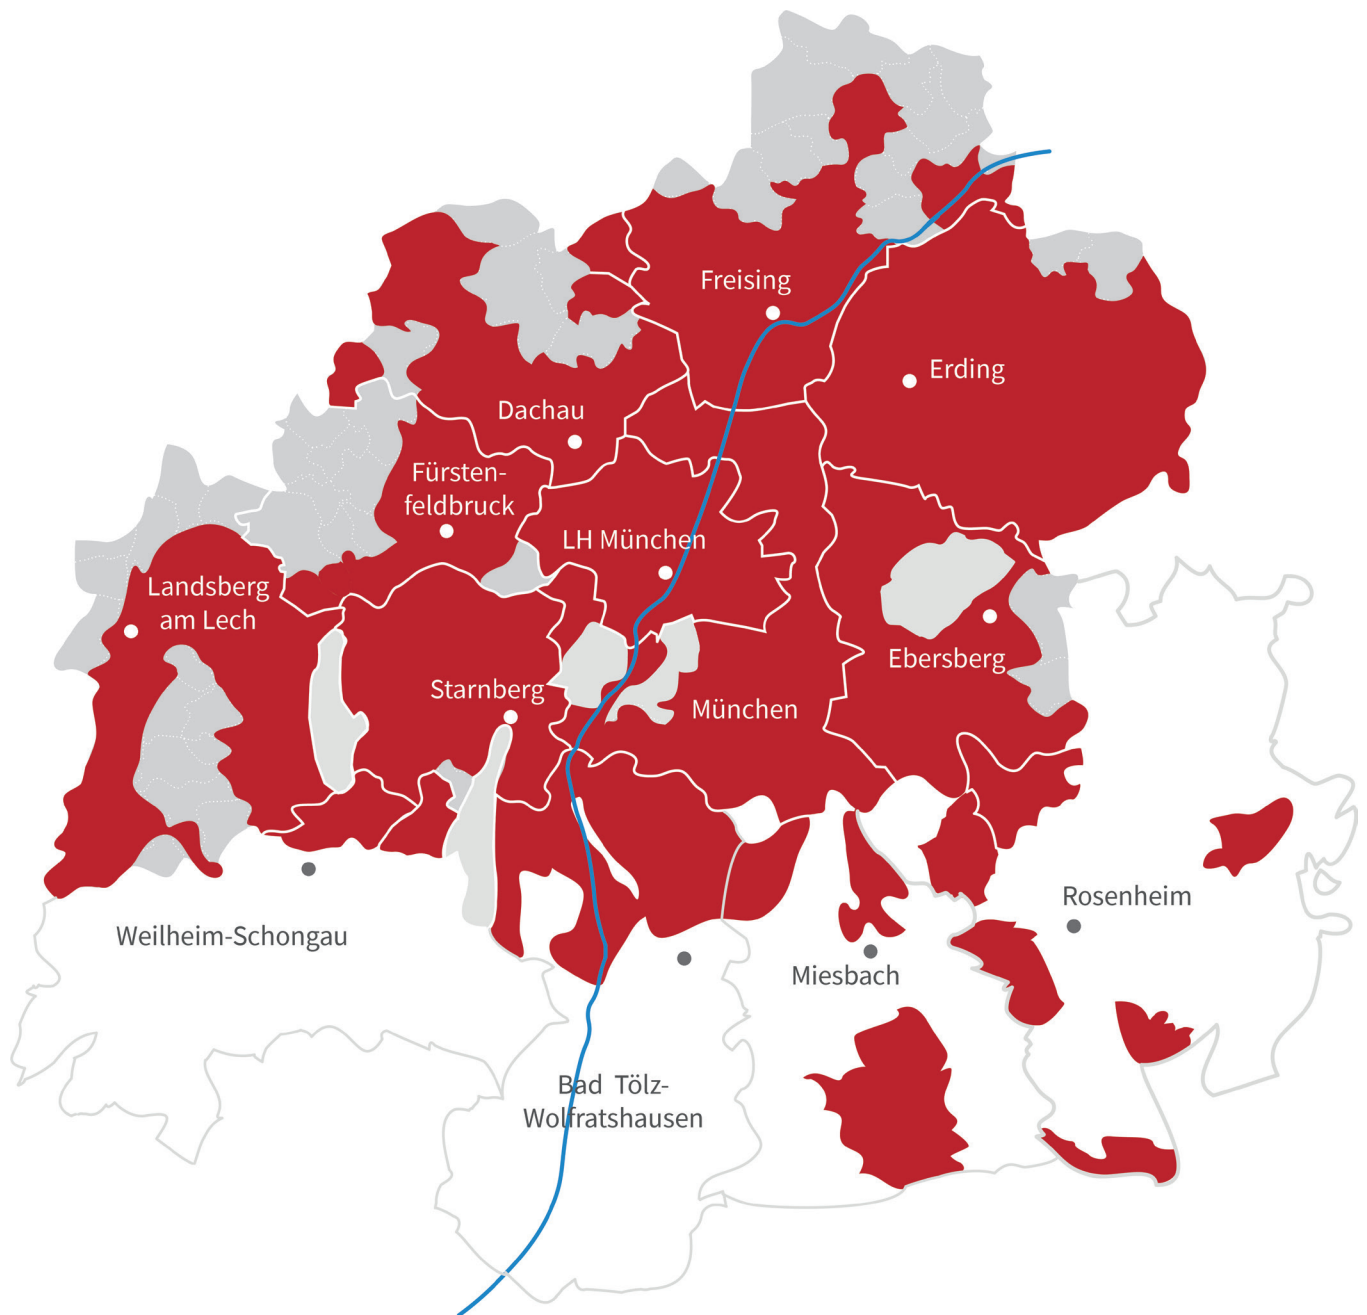 Freising
Erding
Dachau
Fürsten-
feldbruck
LH München
Landsberg
am Lech
Ebersberg
Starnberg
München
Rosenheim
Weilheim-Schongau
Miesbach
Bad Tölz-
Wolfratshausen